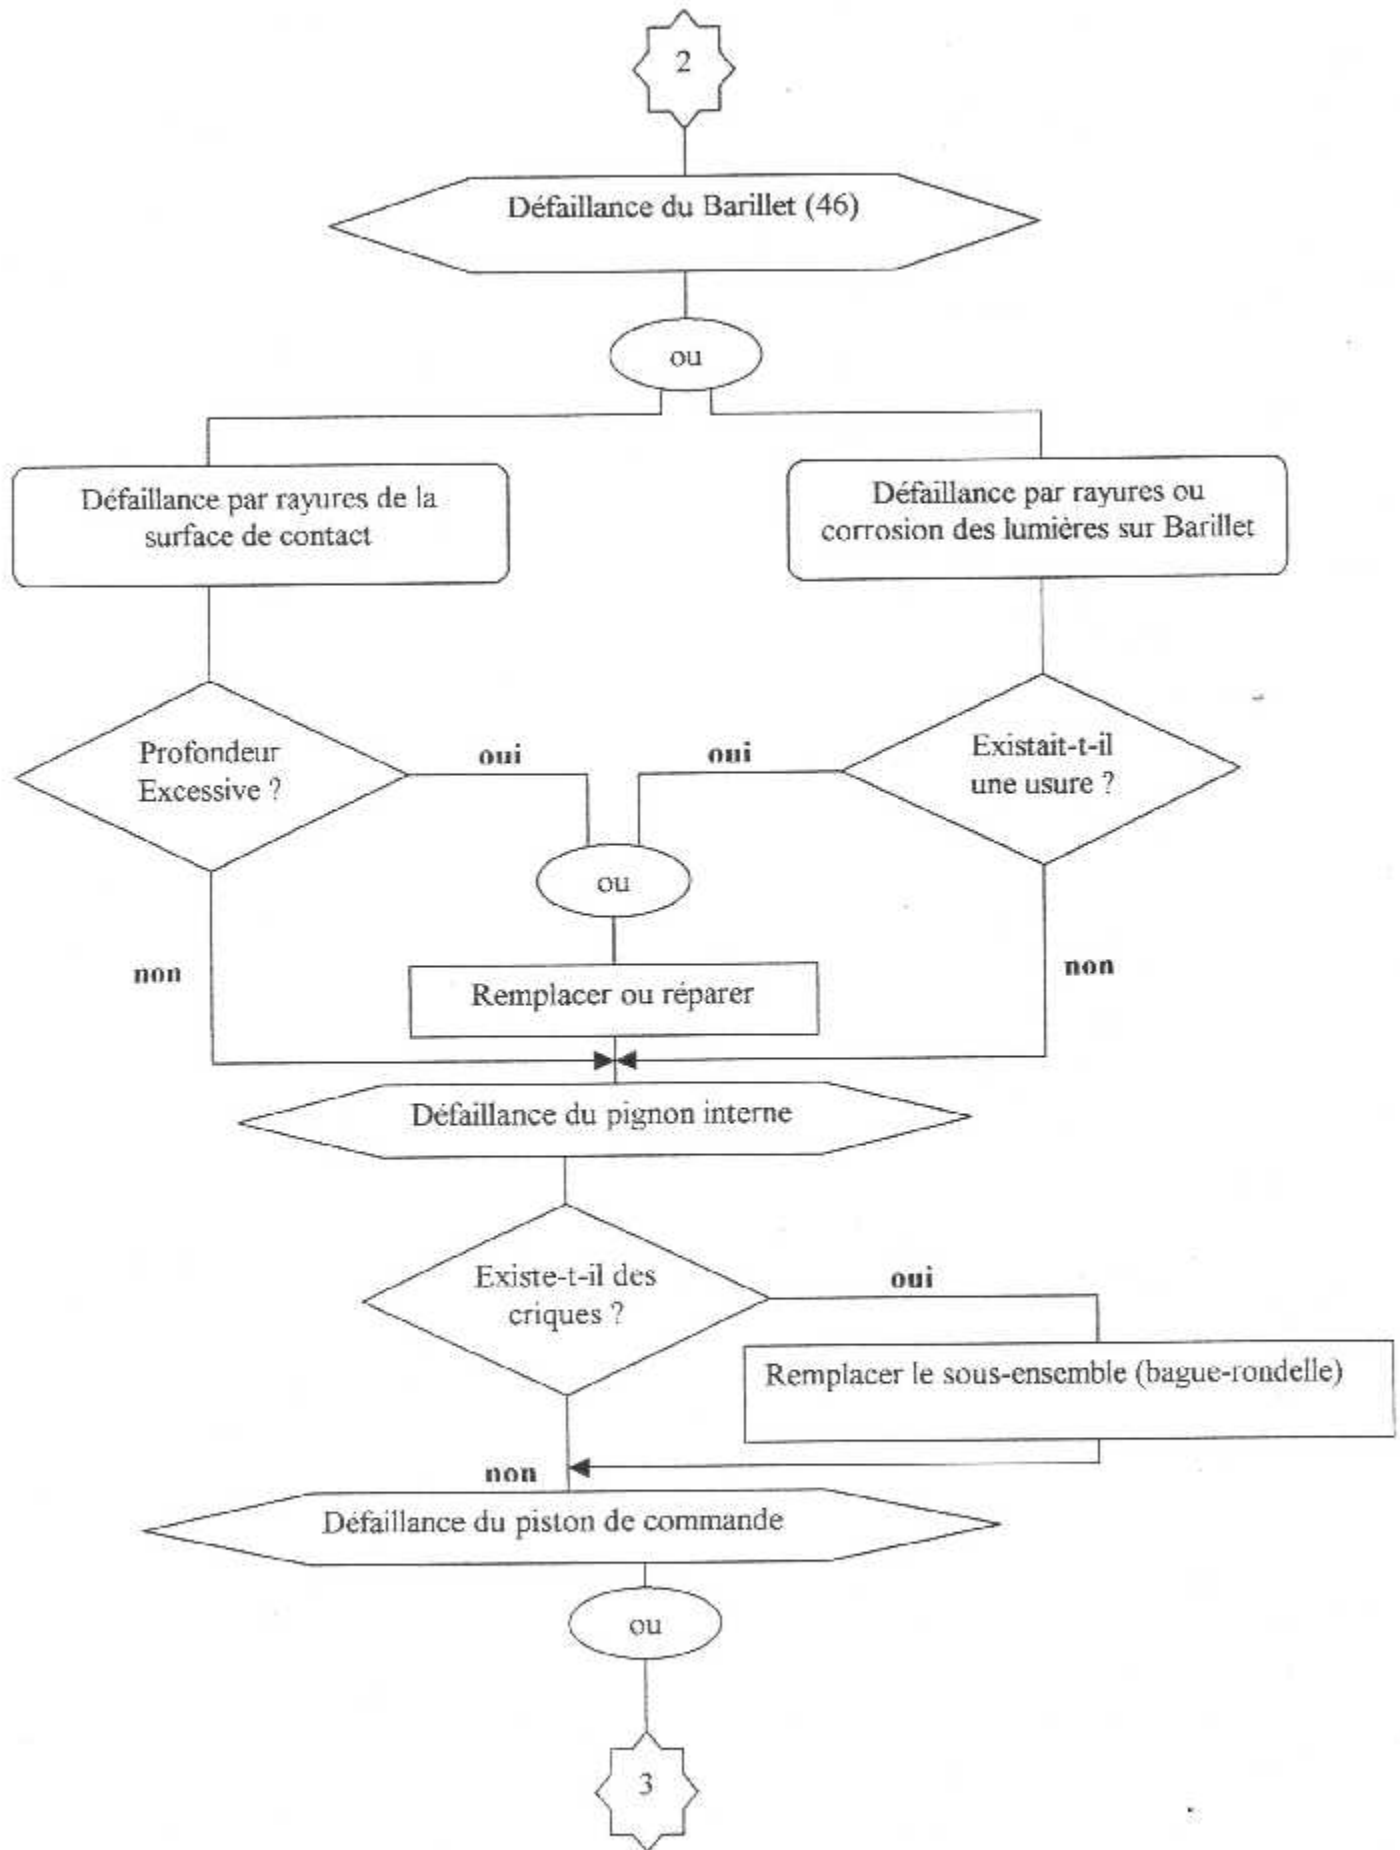 2
Défaillance du Barillet (46)
ou
Défaillance par rayures de la
surface de contact
Défaillance par rayures ou
corrosion des lumières sur Barillet
Profondeur
Excessive ?
oui
oui
Existait-t-il
une usure ?
ou
non
Remplacer ou réparer
non
Défaillance du pignon interne
Existe-t-il des
criques ?
oui
Remplacer le sous-ensemble (bague-rondelle)
non
Défaillance du piston de commande
ou
3